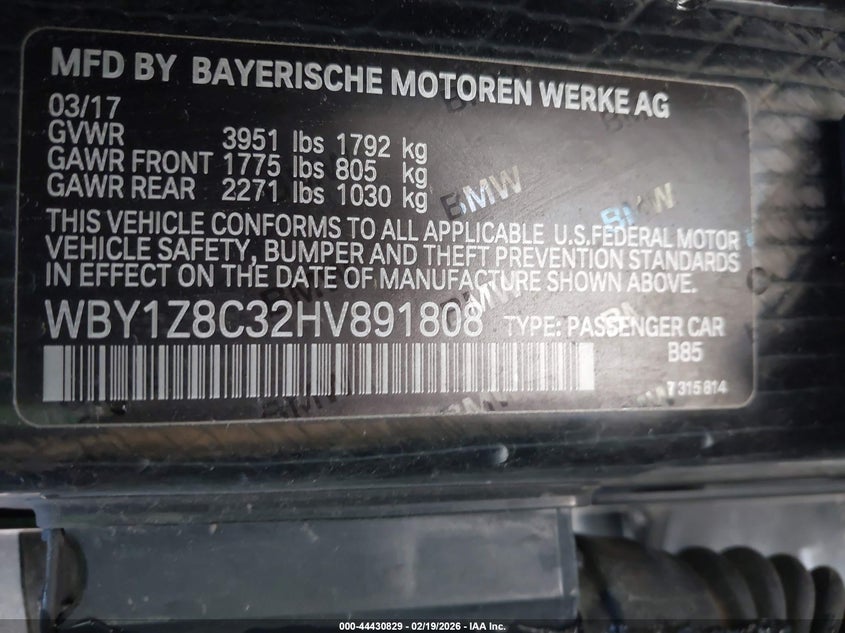 MFD BY BAYERISCHE MOTOREN WERKE AG
03/17
GVWR 3951 lbs 1792 kg
GAWR FRONT 1775 lbs 805 kg
GAWR REAR 2271 lbs 1030 kg
THIS VEHICLE CONFORMS TO ALL APPLICABLE U.S.FEDERAL MOTOR
VEHICLE SAFETY, BUMPER AND THEFT PREVENTION STANDARDS
IN EFFECT ON THE DATE OF MANUFACTURE SHOWN ABOVE.
WBY1Z8C32HV891808 TYPE: PASSENGER CAR
B85
7 315 814
BMW
BMW
000-44430829 - 02/19/2026 - IAA Inc.